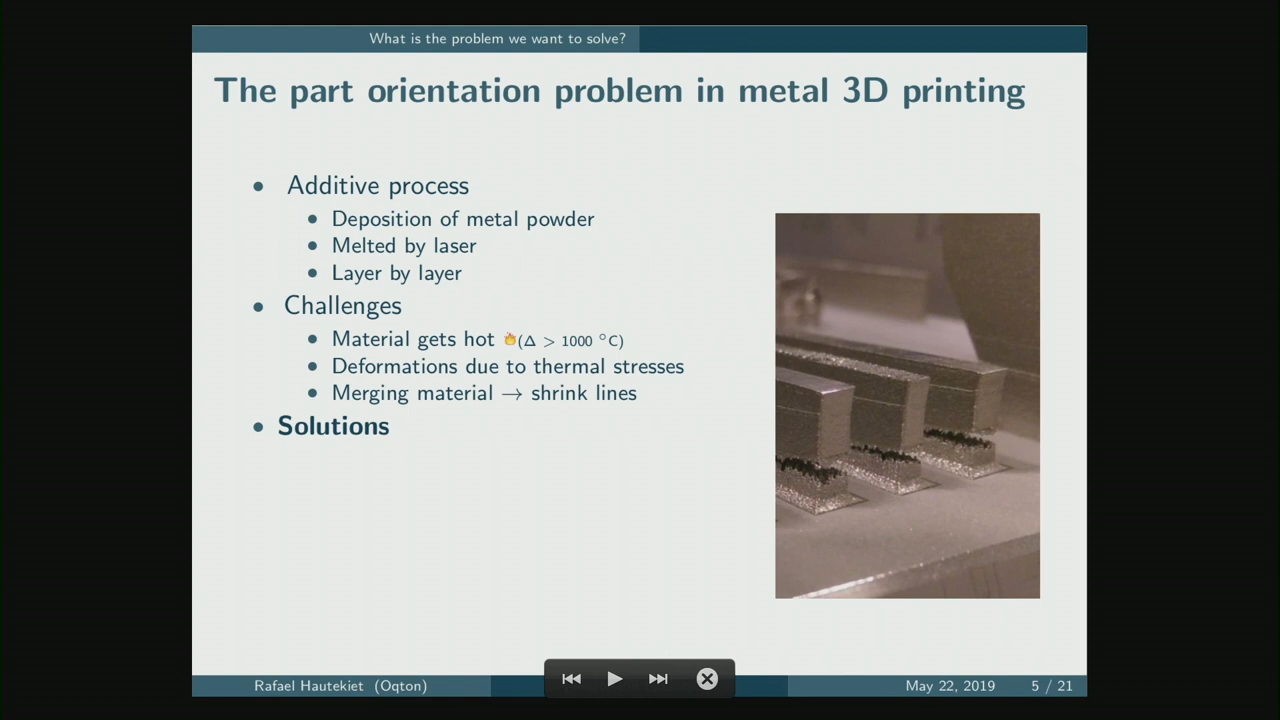 What is the problem we want to solve?
The part orientation problem in metal 3D printing
• Additive process
• Deposition of metal powder
• Melted by laser
• Layer by layer
• Challenges
• Material gets hot 🔥(Δ > 1000 °C)
• Deformations due to thermal stresses
• Merging material → shrink lines
• Solutions
Rafael Hautekiet (Oqton)
May 22, 2019
5 / 21